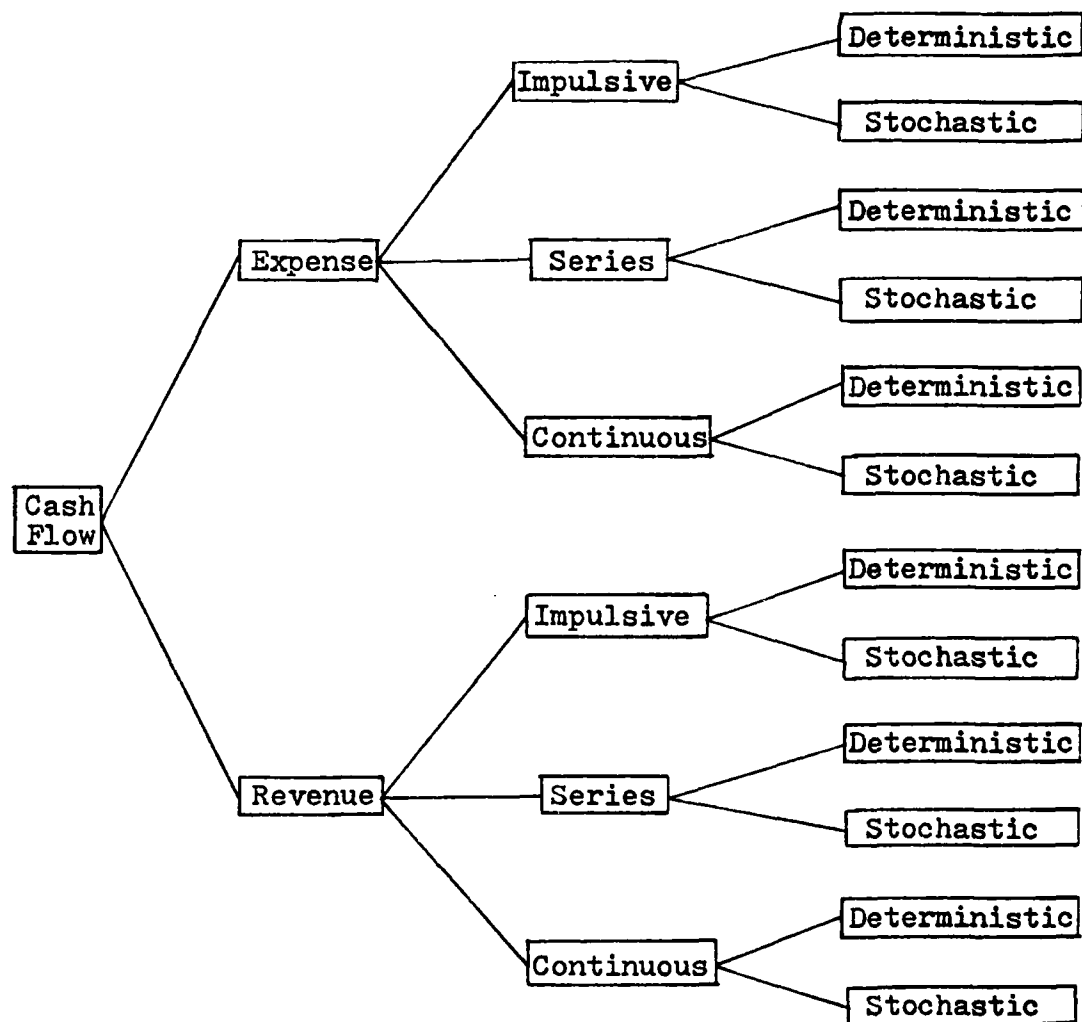 Deterministic
Impulsive
Stochastic
Deterministic
Expense
Series
Stochastic
Deterministic
Continuous
Stochastic
Cash
Flow
Deterministic
Impulsive
Stochastic
Deterministic
Revenue
Series
Stochastic
Deterministic
Continuous
Stochastic